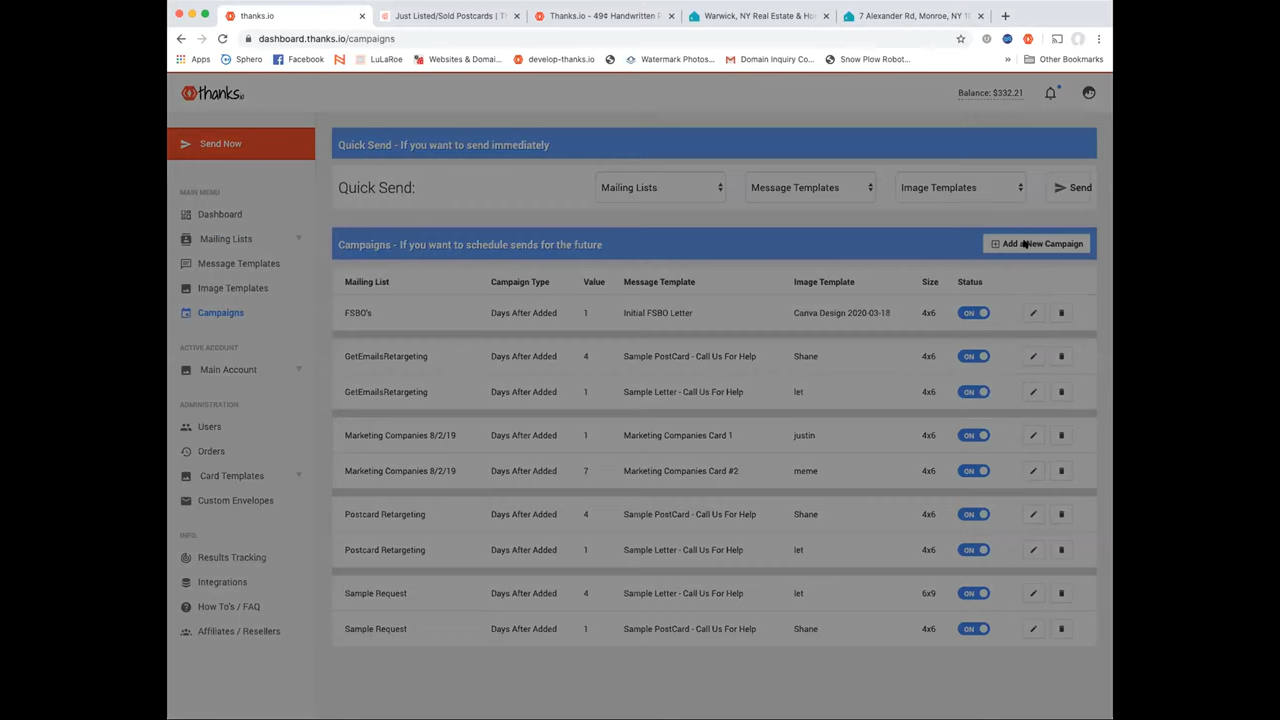 thanks.io
Just Listed/Sold Postcards | T
Thanks.io - 49¢ Handwritten P
Warwick, NY Real Estate & Ho
7 Alexander Rd, Monroe, NY 1
dashboard.thanks.io/campaigns
Apps Sphero Facebook LuLaRoe Websites & Domai... develop-thanks.io Watermark Photos... Domain Inquiry Co... Snow Plow Robot... » Other Bookmarks
thanks.io
Balance: $332.21
Send Now
MAIN MENU
Dashboard
Mailing Lists
Message Templates
Image Templates
Campaigns
ACTIVE ACCOUNT
Main Account
ADMINISTRATION
Users
Orders
Card Templates
Custom Envelopes
INFO.
Results Tracking
Integrations
How To's / FAQ
Affiliates / Resellers
Quick Send - If you want to send immediately
Quick Send: Mailing Lists Message Templates Image Templates Send
Campaigns - If you want to schedule sends for the future Add a New Campaign
Mailing List Campaign Type Value Message Template Image Template Size Status
FSBO's Days After Added 1 Initial FSBO Letter Canva Design 2020-03-18 4x6 ON
GetEmailsRetargeting Days After Added 4 Sample PostCard - Call Us For Help Shane 4x6 ON
GetEmailsRetargeting Days After Added 1 Sample Letter - Call Us For Help let 4x6 ON
Marketing Companies 8/2/19 Days After Added 1 Marketing Companies Card 1 justin 4x6 ON
Marketing Companies 8/2/19 Days After Added 7 Marketing Companies Card #2 meme 4x6 ON
Postcard Retargeting Days After Added 4 Sample PostCard - Call Us For Help Shane 4x6 ON
Postcard Retargeting Days After Added 1 Sample Letter - Call Us For Help let 4x6 ON
Sample Request Days After Added 4 Sample Letter - Call Us For Help let 6x9 ON
Sample Request Days After Added 1 Sample PostCard - Call Us For Help Shane 4x6 ON